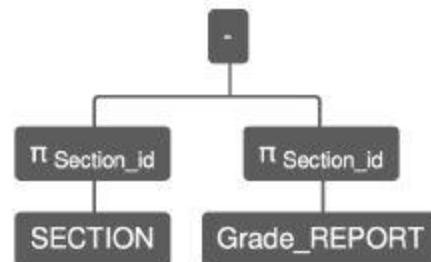 -
π Section_id
π Section_id
SECTION
Grade_REPORT